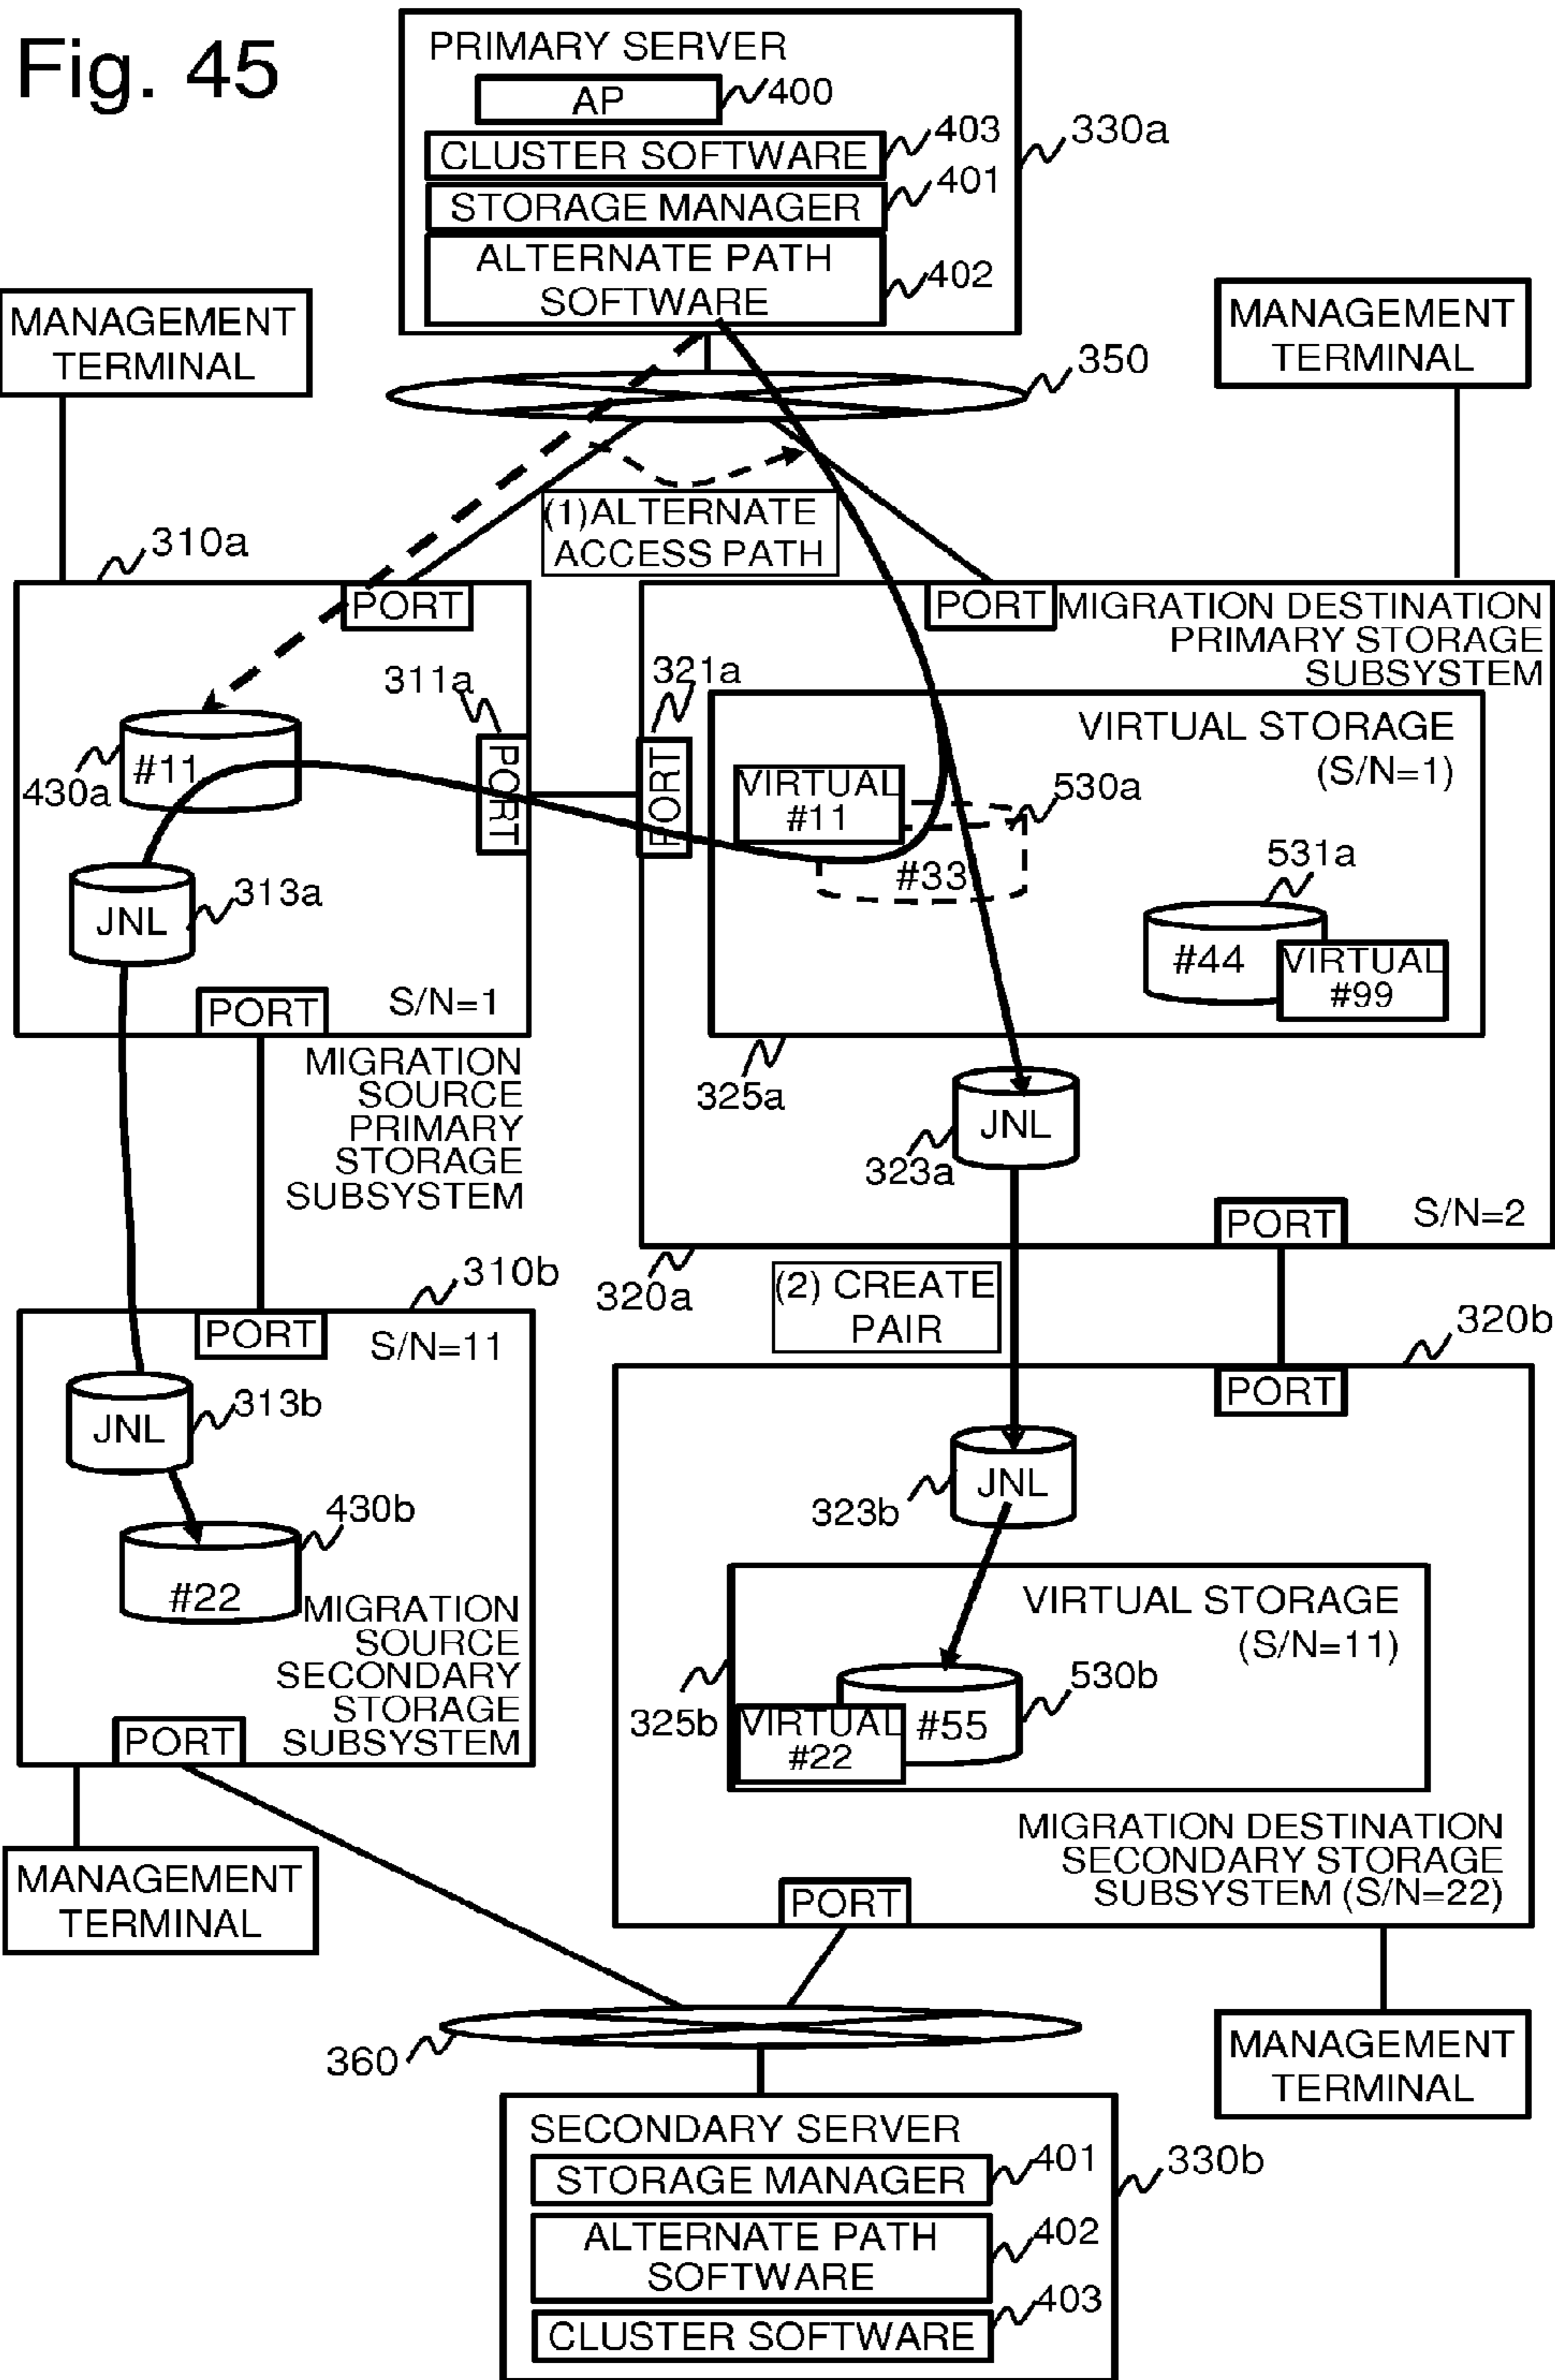 Fig. 45
PRIMARY SERVER
AP
400
CLUSTER SOFTWARE
403
330a
STORAGE MANAGER
401
ALTERNATE PATH
SOFTWARE
402
MANAGEMENT
TERMINAL
MANAGEMENT
TERMINAL
350
(1)ALTERNATE
ACCESS PATH
310a
PORT
PORT
MIGRATION DESTINATION
PRIMARY STORAGE
SUBSYSTEM
311a
321a
VIRTUAL STORAGE
(S/N=1)
430a
#11
PORT
PORT
VIRTUAL
#11
530a
#33
531a
313a
JNL
#44
VIRTUAL
#99
PORT
S/N=1
MIGRATION
SOURCE
PRIMARY
STORAGE
SUBSYSTEM
325a
JNL
323a
PORT
S/N=2
310b
320a
(2) CREATE
PAIR
320b
PORT
S/N=11
PORT
JNL
313b
JNL
323b
430b
#22
MIGRATION
SOURCE
SECONDARY
STORAGE
SUBSYSTEM
VIRTUAL STORAGE
(S/N=11)
530b
325b
VIRTUAL
#22
#55
PORT
MIGRATION DESTINATION
SECONDARY STORAGE
SUBSYSTEM (S/N=22)
PORT
MANAGEMENT
TERMINAL
360
MANAGEMENT
TERMINAL
SECONDARY SERVER
STORAGE MANAGER
401
330b
ALTERNATE PATH
SOFTWARE
402
CLUSTER SOFTWARE
403